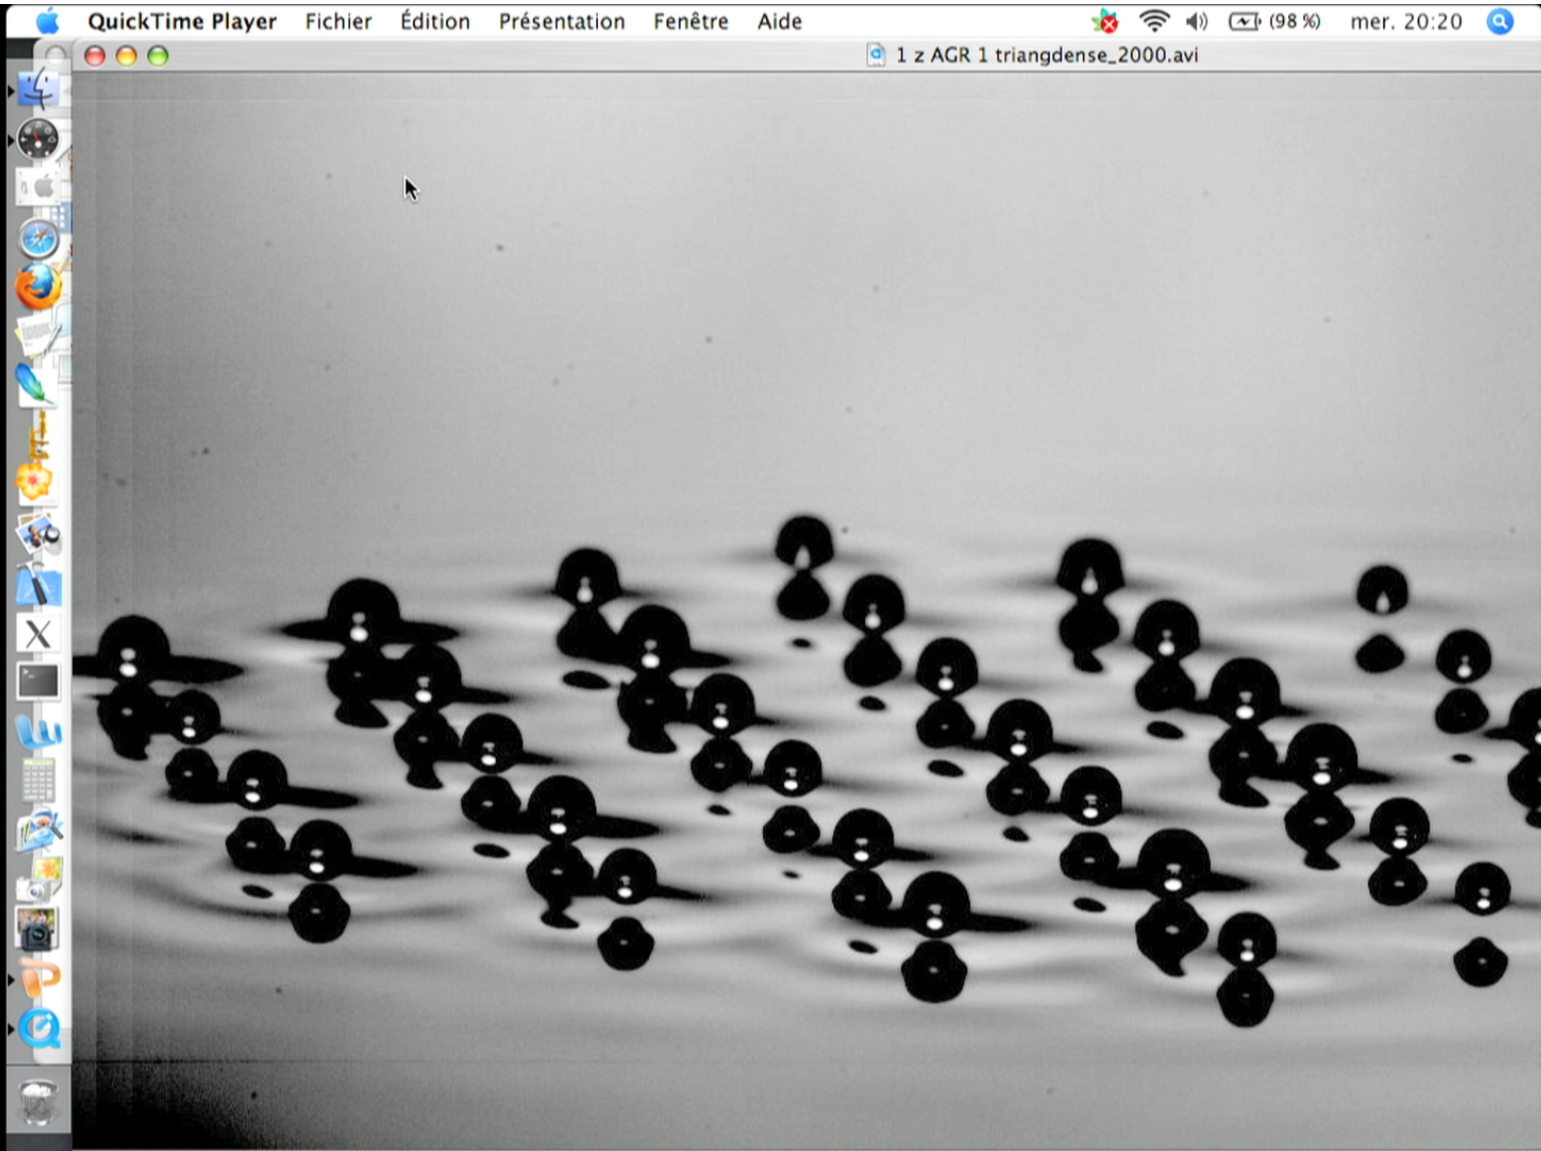 QuickTime Player Fichier Édition Présentation Fenêtre Aide (98 %) mer. 20:20
1 z AGR 1 triangdense_2000.avi